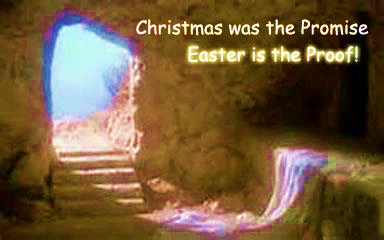 Christmas was the Promise
Easter is the Proof!